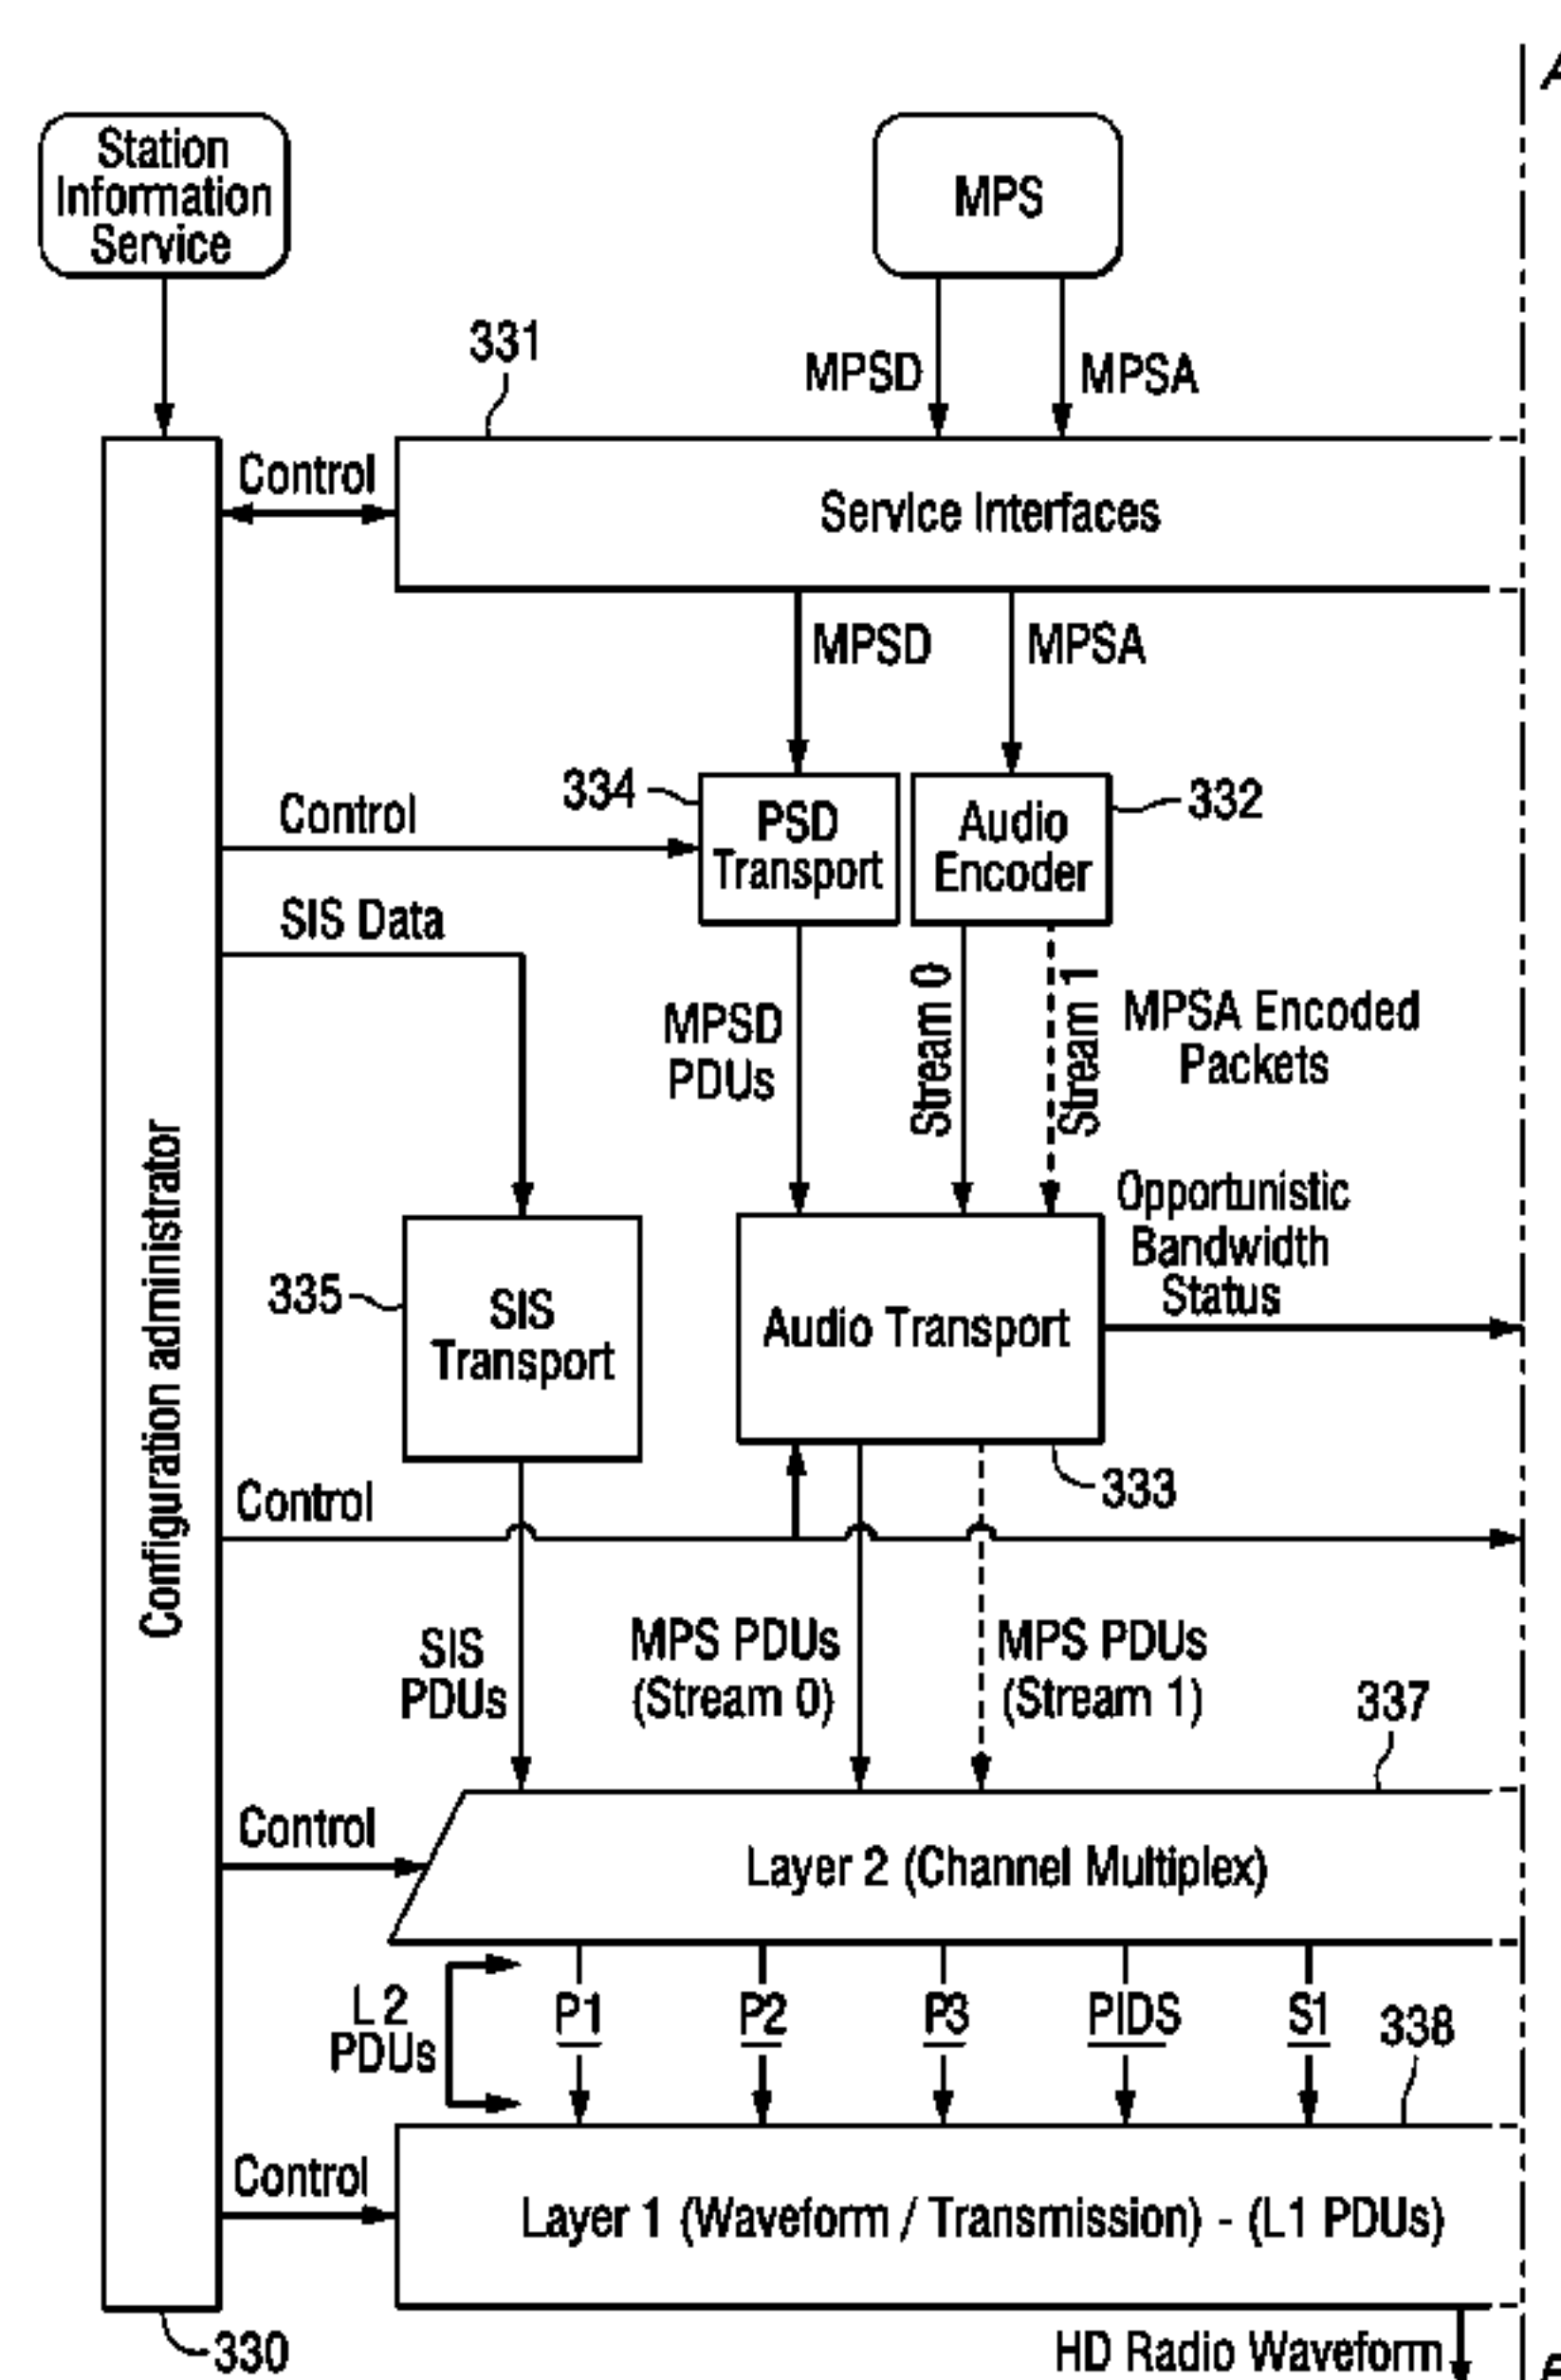 Station
Information
Service
MPS
331
MPSD
MPSA
Control
Service Interfaces
MPSD
MPSA
334
332
Control
PSD
Transport
Audio
Encoder
SIS Data
MPSD
PDUs
Stream 0
Stream 1
MPSA Encoded
Packets
Configuration administrator
Opportunistic
Bandwidth
Status
335
SIS
Transport
Audio Transport
333
Control
SIS
PDUs
MPS PDUs
(Stream 0)
MPS PDUs
(Stream 1)
337
Control
Layer 2 (Channel Multiplex)
L2
PDUs
P1
P2
P3
PIDS
S1
338
Control
Layer 1 (Waveform / Transmission) - (L1 PDUs)
330
HD Radio Waveform